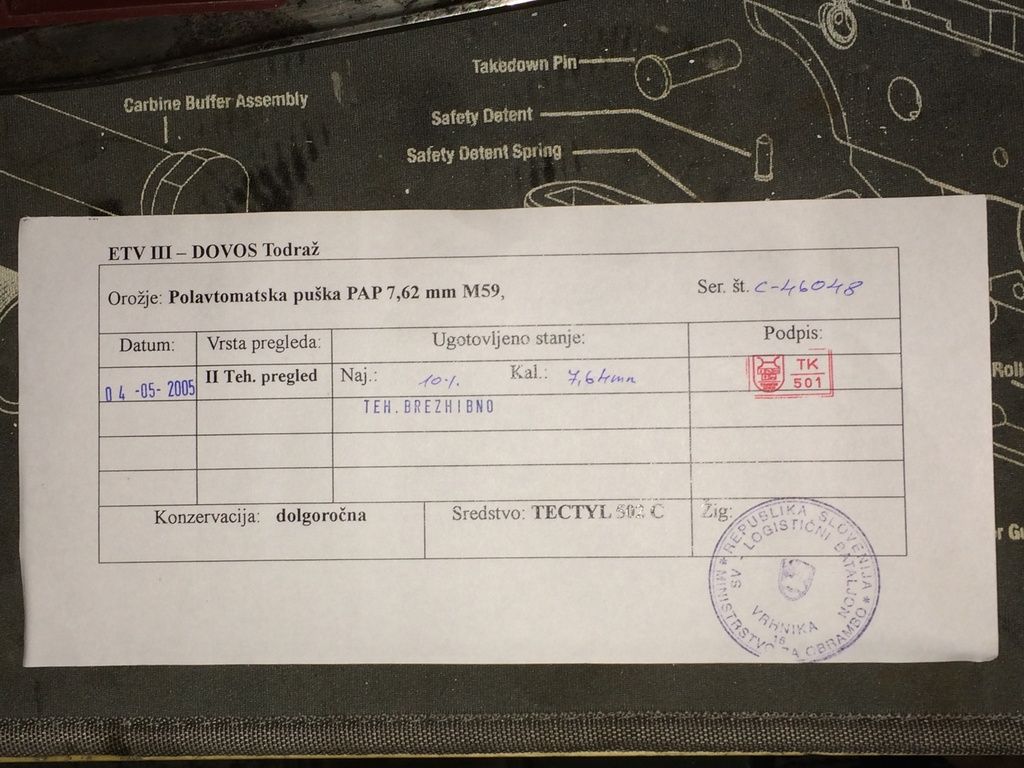 Takedown Pin
Carbine Buffer Assembly
Safety Detent
Safety Detent Spring
ETV III – DOVOS Todraž
Orožje: Polavtomatska puška PAP 7,62 mm M59, Ser. št. C-46048
Datum: Vrsta pregleda: Ugotovljeno stanje: Podpis:
04 -05- 2005 II Teh. pregled Naj.: 10% Kal.: 7,64mm TK 501
TEH. BREZHIBNO
Konzervacija: dolgoročna Sredstvo: TECTYL 502 C Žig:
REPUBLIKA SLOVENIJA * MINISTRSTVO ZA OBRAMBO *
SV - LOGISTIČNI BATALJON
VRHNIKA
18